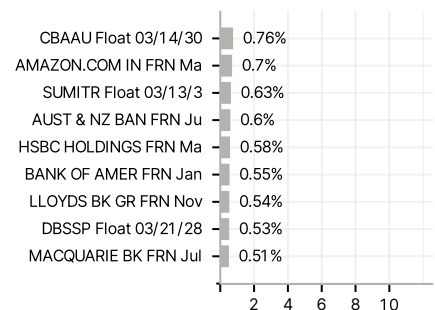 CBAAU Float 03/14/30 0.76%
AMAZON.COM IN FRN Ma 0.7%
SUMITR Float 03/13/3 0.63%
AUST & NZ BAN FRN Ju 0.6%
HSBC HOLDINGS FRN Ma 0.58%
BANK OF AMER FRN Jan 0.55%
LLOYDS BK GR FRN Nov 0.54%
DBSSP Float 03/21/28 0.53%
MACQUARIE BK FRN Jul 0.51%
2 4 6 8 10